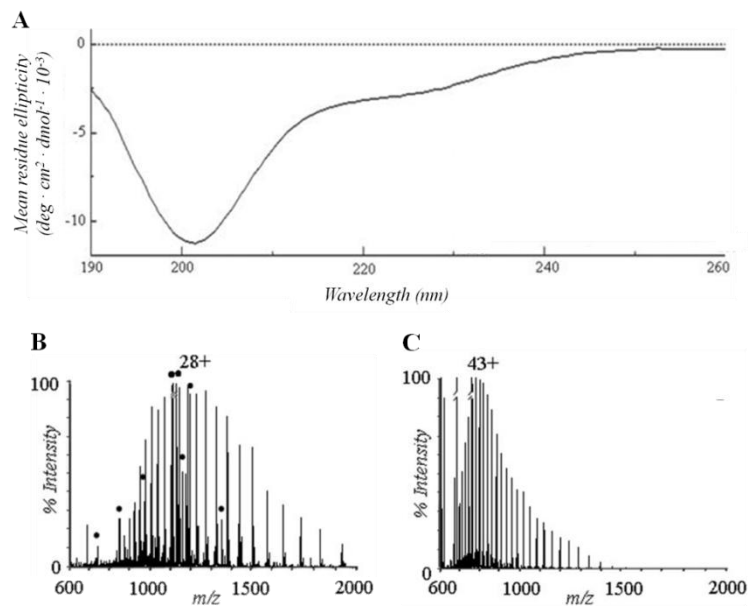 A
Mean residue ellipticity
(deg · cm² · dmol⁻¹ · 10⁻³)
0
-5
-10
190
200
220
240
260
Wavelength (nm)
B
28+
100
% Intensity
0
600
1000
1500
2000
m/z
C
43+
100
% Intensity
0
600
1000
1500
2000
m/z